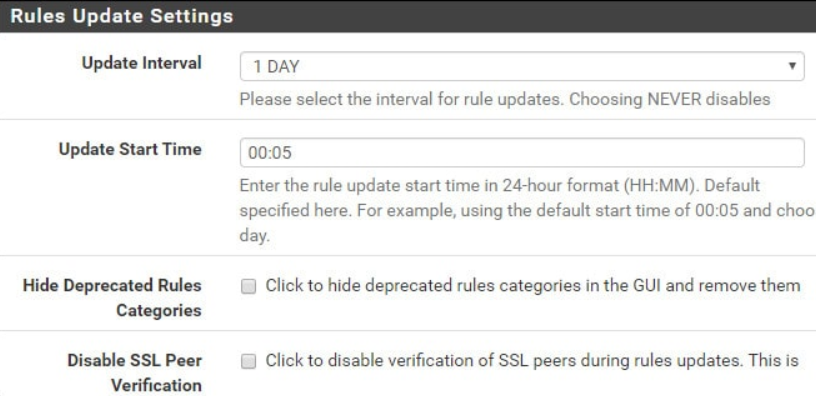 Rules Update Settings
Update Interval
1 DAY
Please select the interval for rule updates. Choosing NEVER disables
Update Start Time
00:05
Enter the rule update start time in 24-hour format (HH:MM). Default
specified here. For example, using the default start time of 00:05 and choo
day.
Hide Deprecated Rules
Categories
Click to hide deprecated rules categories in the GUI and remove them
Disable SSL Peer
Verification
Click to disable verification of SSL peers during rules updates. This is